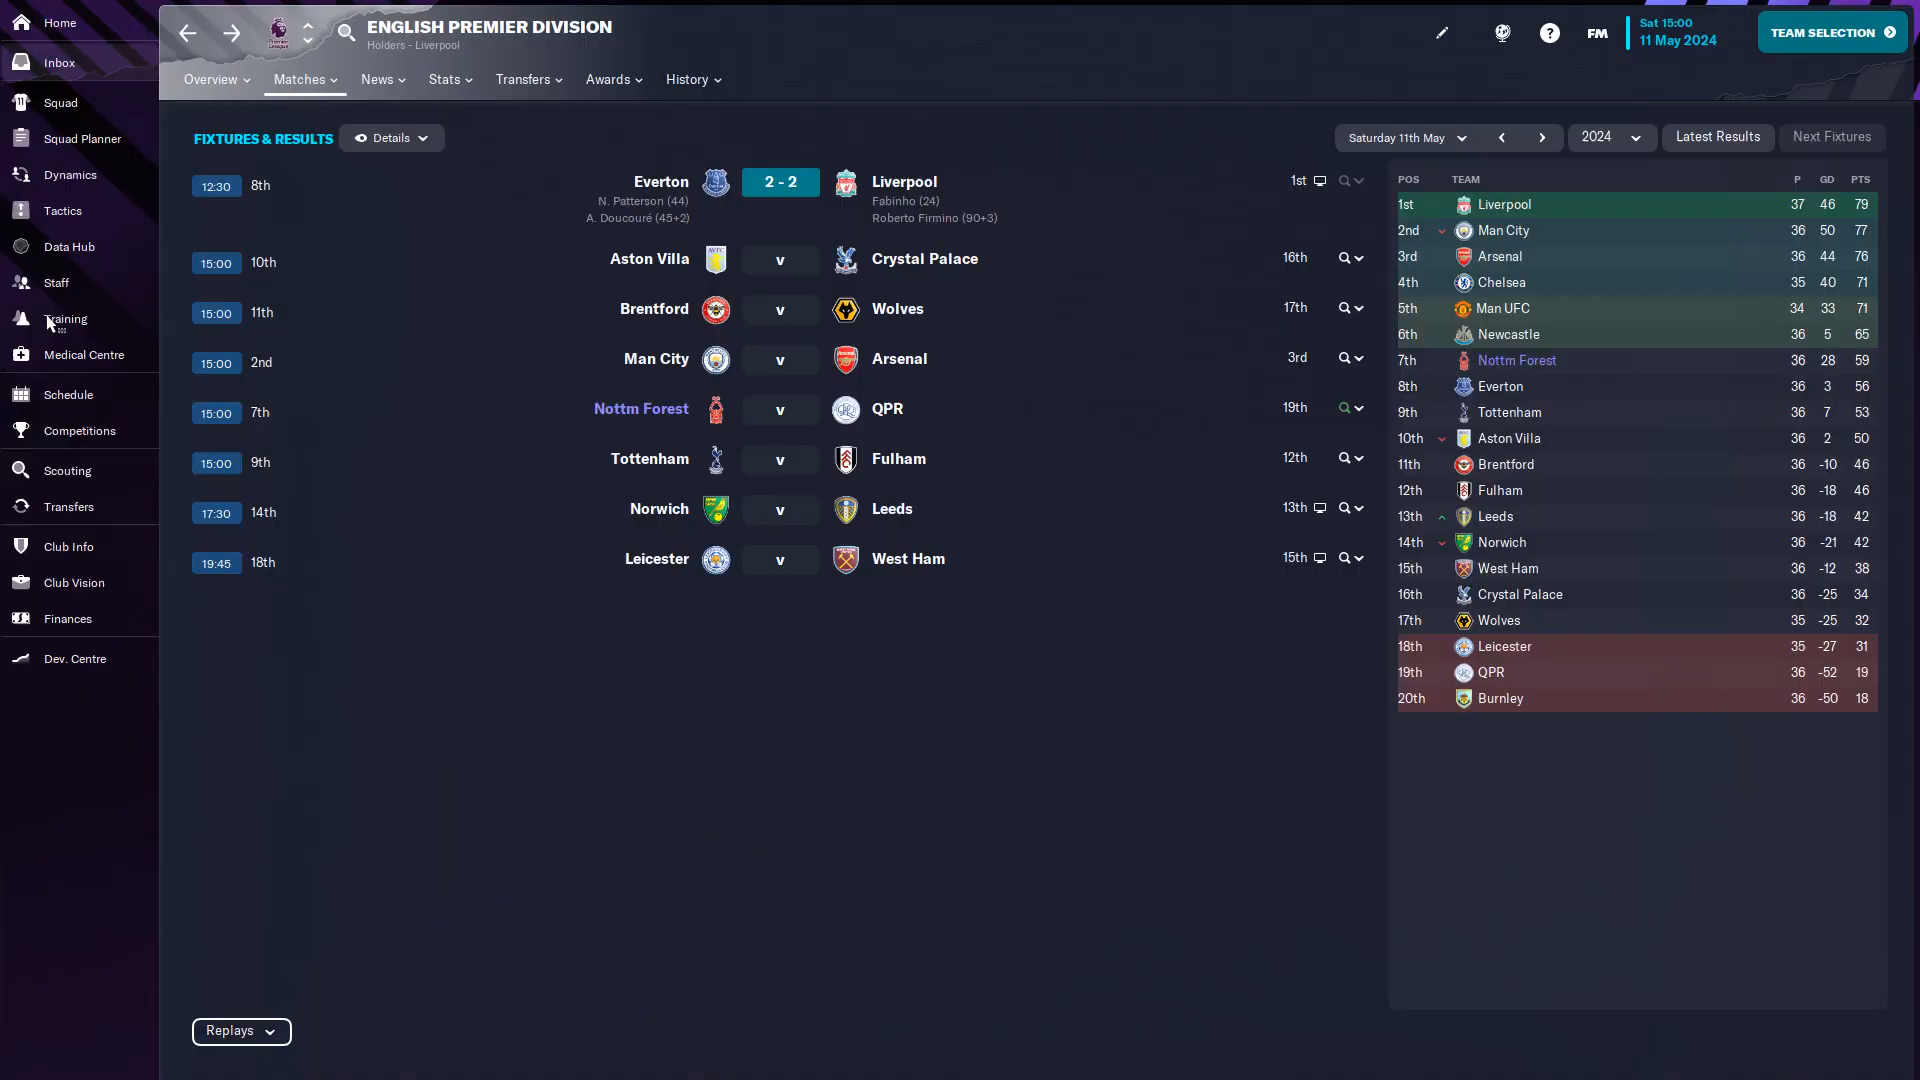 Home
Inbox
Squad
Squad Planner
Dynamics
Tactics
Data Hub
Staff
Training
Medical Centre
Schedule
Competitions
Scouting
Transfers
Club Info
Club Vision
Finances
Dev. Centre
ENGLISH PREMIER DIVISION
Holders - Liverpool
FM
Sat 15:00
11 May 2024
TEAM SELECTION
Overview Matches News Stats Transfers Awards History
FIXTURES & RESULTS Details
Saturday 11th May 2024 Latest Results Next Fixtures
12:30 8th Everton 2 - 2 Liverpool 1st
N. Patterson (44) Fabinho (24)
A. Doucouré (45+2) Roberto Firmino (90+3)
15:00 10th Aston Villa v Crystal Palace 16th
15:00 11th Brentford v Wolves 17th
15:00 2nd Man City v Arsenal 3rd
15:00 7th Nottm Forest v QPR 19th
15:00 9th Tottenham v Fulham 12th
17:30 14th Norwich v Leeds 13th
19:45 18th Leicester v West Ham 15th
POS TEAM P GD PTS
1st Liverpool 37 46 79
2nd Man City 36 50 77
3rd Arsenal 36 44 76
4th Chelsea 35 40 71
5th Man UFC 34 33 71
6th Newcastle 36 5 65
7th Nottm Forest 36 28 59
8th Everton 36 3 56
9th Tottenham 36 7 53
10th Aston Villa 36 2 50
11th Brentford 36 -10 46
12th Fulham 36 -18 46
13th Leeds 36 -18 42
14th Norwich 36 -21 42
15th West Ham 36 -12 38
16th Crystal Palace 36 -25 34
17th Wolves 35 -25 32
18th Leicester 35 -27 31
19th QPR 36 -52 19
20th Burnley 36 -50 18
Replays